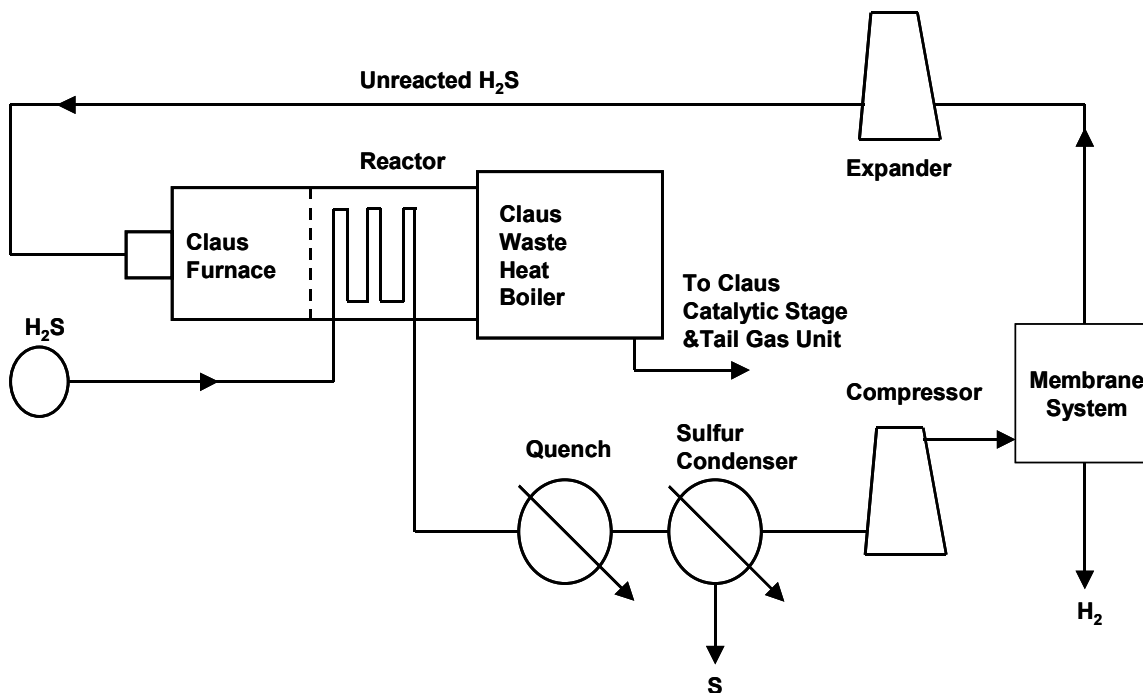 Unreacted H₂S
Expander
Reactor
Claus
Furnace
Claus
Waste
Heat
Boiler
To Claus
Catalytic Stage
&Tail Gas Unit
H₂S
Compressor
Membrane
System
Quench
Sulfur
Condenser
H₂
S